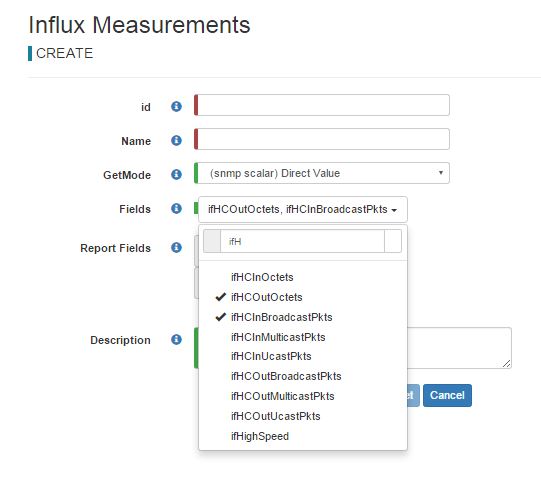 Influx Measurements
CREATE
id
Name
GetMode (snmp scalar) Direct Value
Fields ifHCOutOctets, ifHCInBroadcastPkts
ifH
Report Fields
ifHCInOctets
ifHCOutOctets
ifHCInBroadcastPkts
ifHCInMulticastPkts
Description
ifHCInUcastPkts
ifHCOutBroadcastPkts
ifHCOutMulticastPkts
Cancel
ifHCOutUcastPkts
ifHighSpeed